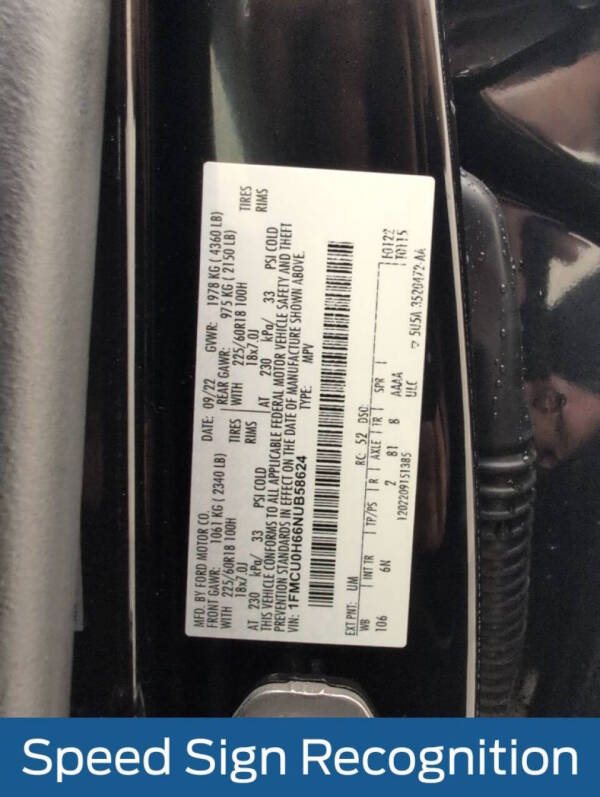 MFD. BY FORD MOTOR CO.
DATE: 09/22 GVWR: 1978 KG ( 4360 LB)
FRONT GAWR: 1061 KG ( 2340 LB) REAR GAWR: 975 KG ( 2150 LB)
WITH 225/60R18 100H TIRES WITH 225/60R18 100H TIRES
18x7.0J RIMS 18x7.0J RIMS
AT 230 kPa/ 33 PSI COLD AT 230 kPa/ 33 PSI COLD
THIS VEHICLE CONFORMS TO ALL APPLICABLE FEDERAL MOTOR VEHICLE SAFETY AND THEFT
PREVENTION STANDARDS IN EFFECT ON THE DATE OF MANUFACTURE SHOWN ABOVE.
VIN: 1FMCU0H66NUB58624 TYPE: MPV
EXT PNT: UM RC: 52 DSO:
WB INT TR TP/PS R AXLE TR SPR
106 6N 2 81 8 AAAA
ULC
1202209151385
F0122
T0115
5U5A 3520472 AA
Speed Sign Recognition